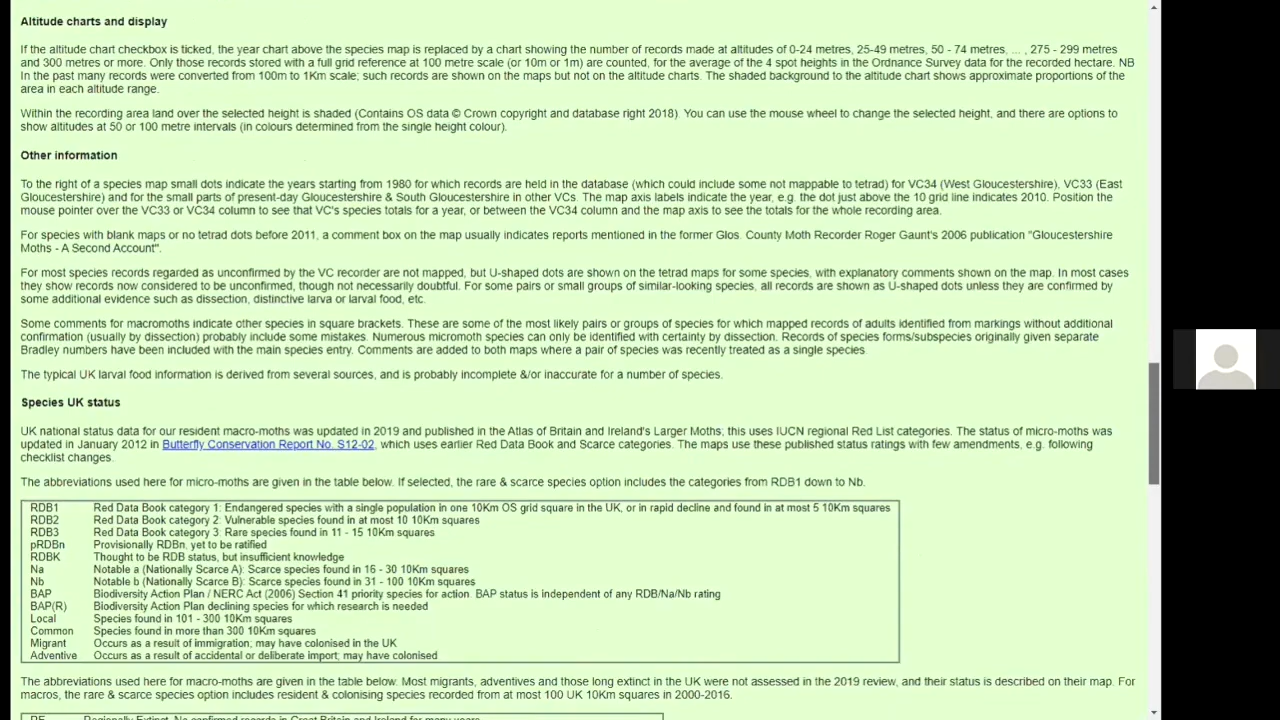 Altitude charts and display
If the altitude chart checkbox is ticked, the year chart above the species map is replaced by a chart showing the number of records made at altitudes of 0-24 metres, 25-49 metres, 50 - 74 metres, ... , 275 - 299 metres
and 300 metres or more. Only those records stored with a full grid reference at 100 metre scale (or 10m or 1m) are counted, for the average of the 4 spot heights in the Ordnance Survey data for the recorded hectare. NB
In the past many records were converted from 100m to 1Km scale; such records are shown on the maps but not on the altitude charts. The shaded background to the altitude chart shows approximate proportions of the
area in each altitude range.
Within the recording area land over the selected height is shaded (Contains OS data © Crown copyright and database right 2018). You can use the mouse wheel to change the selected height, and there are options to
show altitudes at 50 or 100 metre intervals (in colours determined from the single height colour).
Other information
To the right of a species map small dots indicate the years starting from 1980 for which records are held in the database (which could include some not mappable to tetrad) for VC34 (West Gloucestershire), VC33 (East
Gloucestershire) and for the small parts of present-day Gloucestershire & South Gloucestershire in other VCs. The map axis labels indicate the year, e.g. the dot just above the 10 grid line indicates 2010. Position the
mouse pointer over the VC33 or VC34 column to see that VC's species totals for a year, or between the VC34 column and the map axis to see the totals for the whole recording area.
For species with blank maps or no tetrad dots before 2011, a comment box on the map usually indicates reports mentioned in the former Glos. County Moth Recorder Roger Gaunt's 2006 publication "Gloucestershire
Moths - A Second Account".
For most species records regarded as unconfirmed by the VC recorder are not mapped, but U-shaped dots are shown on the tetrad maps for some species, with explanatory comments shown on the map. In most cases
they show records now considered to be unconfirmed, though not necessarily doubtful. For some pairs or small groups of similar-looking species, all records are shown as U-shaped dots unless they are confirmed by
some additional evidence such as dissection, distinctive larva or larval food, etc.
Some comments for macromoths indicate other species in square brackets. These are some of the most likely pairs or groups of species for which mapped records of adults identified from markings without additional
confirmation (usually by dissection) probably include some mistakes. Numerous micromoth species can only be identified with certainty by dissection. Records of species forms/subspecies originally given separate
Bradley numbers have been included with the main species entry. Comments are added to both maps where a pair of species was recently treated as a single species
The typical UK larval food information is derived from several sources, and is probably incomplete &/or inaccurate for a number of species.
Species UK status
UK national status data for our resident macro-moths was updated in 2019 and published in the Atlas of Britain and Ireland's Larger Moths; this uses IUCN regional Red List categories. The status of micro-moths was
updated in January 2012 in Butterfly Conservation Report No. S12-02, which uses earlier Red Data Book and Scarce categories. The maps use these published status ratings with few amendments, e.g. following
checklist changes.
The abbreviations used here for micro-moths are given in the table below. If selected, the rare & scarce species option includes the categories from RDB1 down to Nb.
RDB1 Red Data Book category 1: Endangered species with a single population in one 10Km OS grid square in the UK, or in rapid decline and found in at most 5 10Km squares
RDB2 Red Data Book category 2: Vulnerable species found in at most 10 10Km squares
RDB3 Red Data Book category 3: Rare species found in 11 - 15 10Km squares
pRDBn Provisionally RDBn, yet to be ratified
RDBK Thought to be RDB status, but insufficient knowledge
Na Notable a (Nationally Scarce A): Scarce species found in 16 - 30 10Km squares
Nb Notable b (Nationally Scarce B): Scarce species found in 31 - 100 10Km squares
BAP Biodiversity Action Plan / NERC Act (2006) Section 41 priority species for action. BAP status is independent of any RDB/Na/Nb rating
BAP(R) Biodiversity Action Plan declining species for which research is needed
Local Species found in 101 - 300 10Km squares
Common Species found in more than 300 10Km squares
Migrant Occurs as a result of immigration; may have colonised in the UK
Adventive Occurs as a result of accidental or deliberate import; may have colonised
The abbreviations used here for macro-moths are given in the table below. Most migrants, adventives and those long extinct in the UK were not assessed in the 2019 review, and their status is described on their map. For
macros, the rare & scarce species option includes resident & colonising species recorded from at most 100 UK 10Km squares in 2000-2016.
RE Regionally Extinct. No confirmed records in Great Britain and Ireland for many years